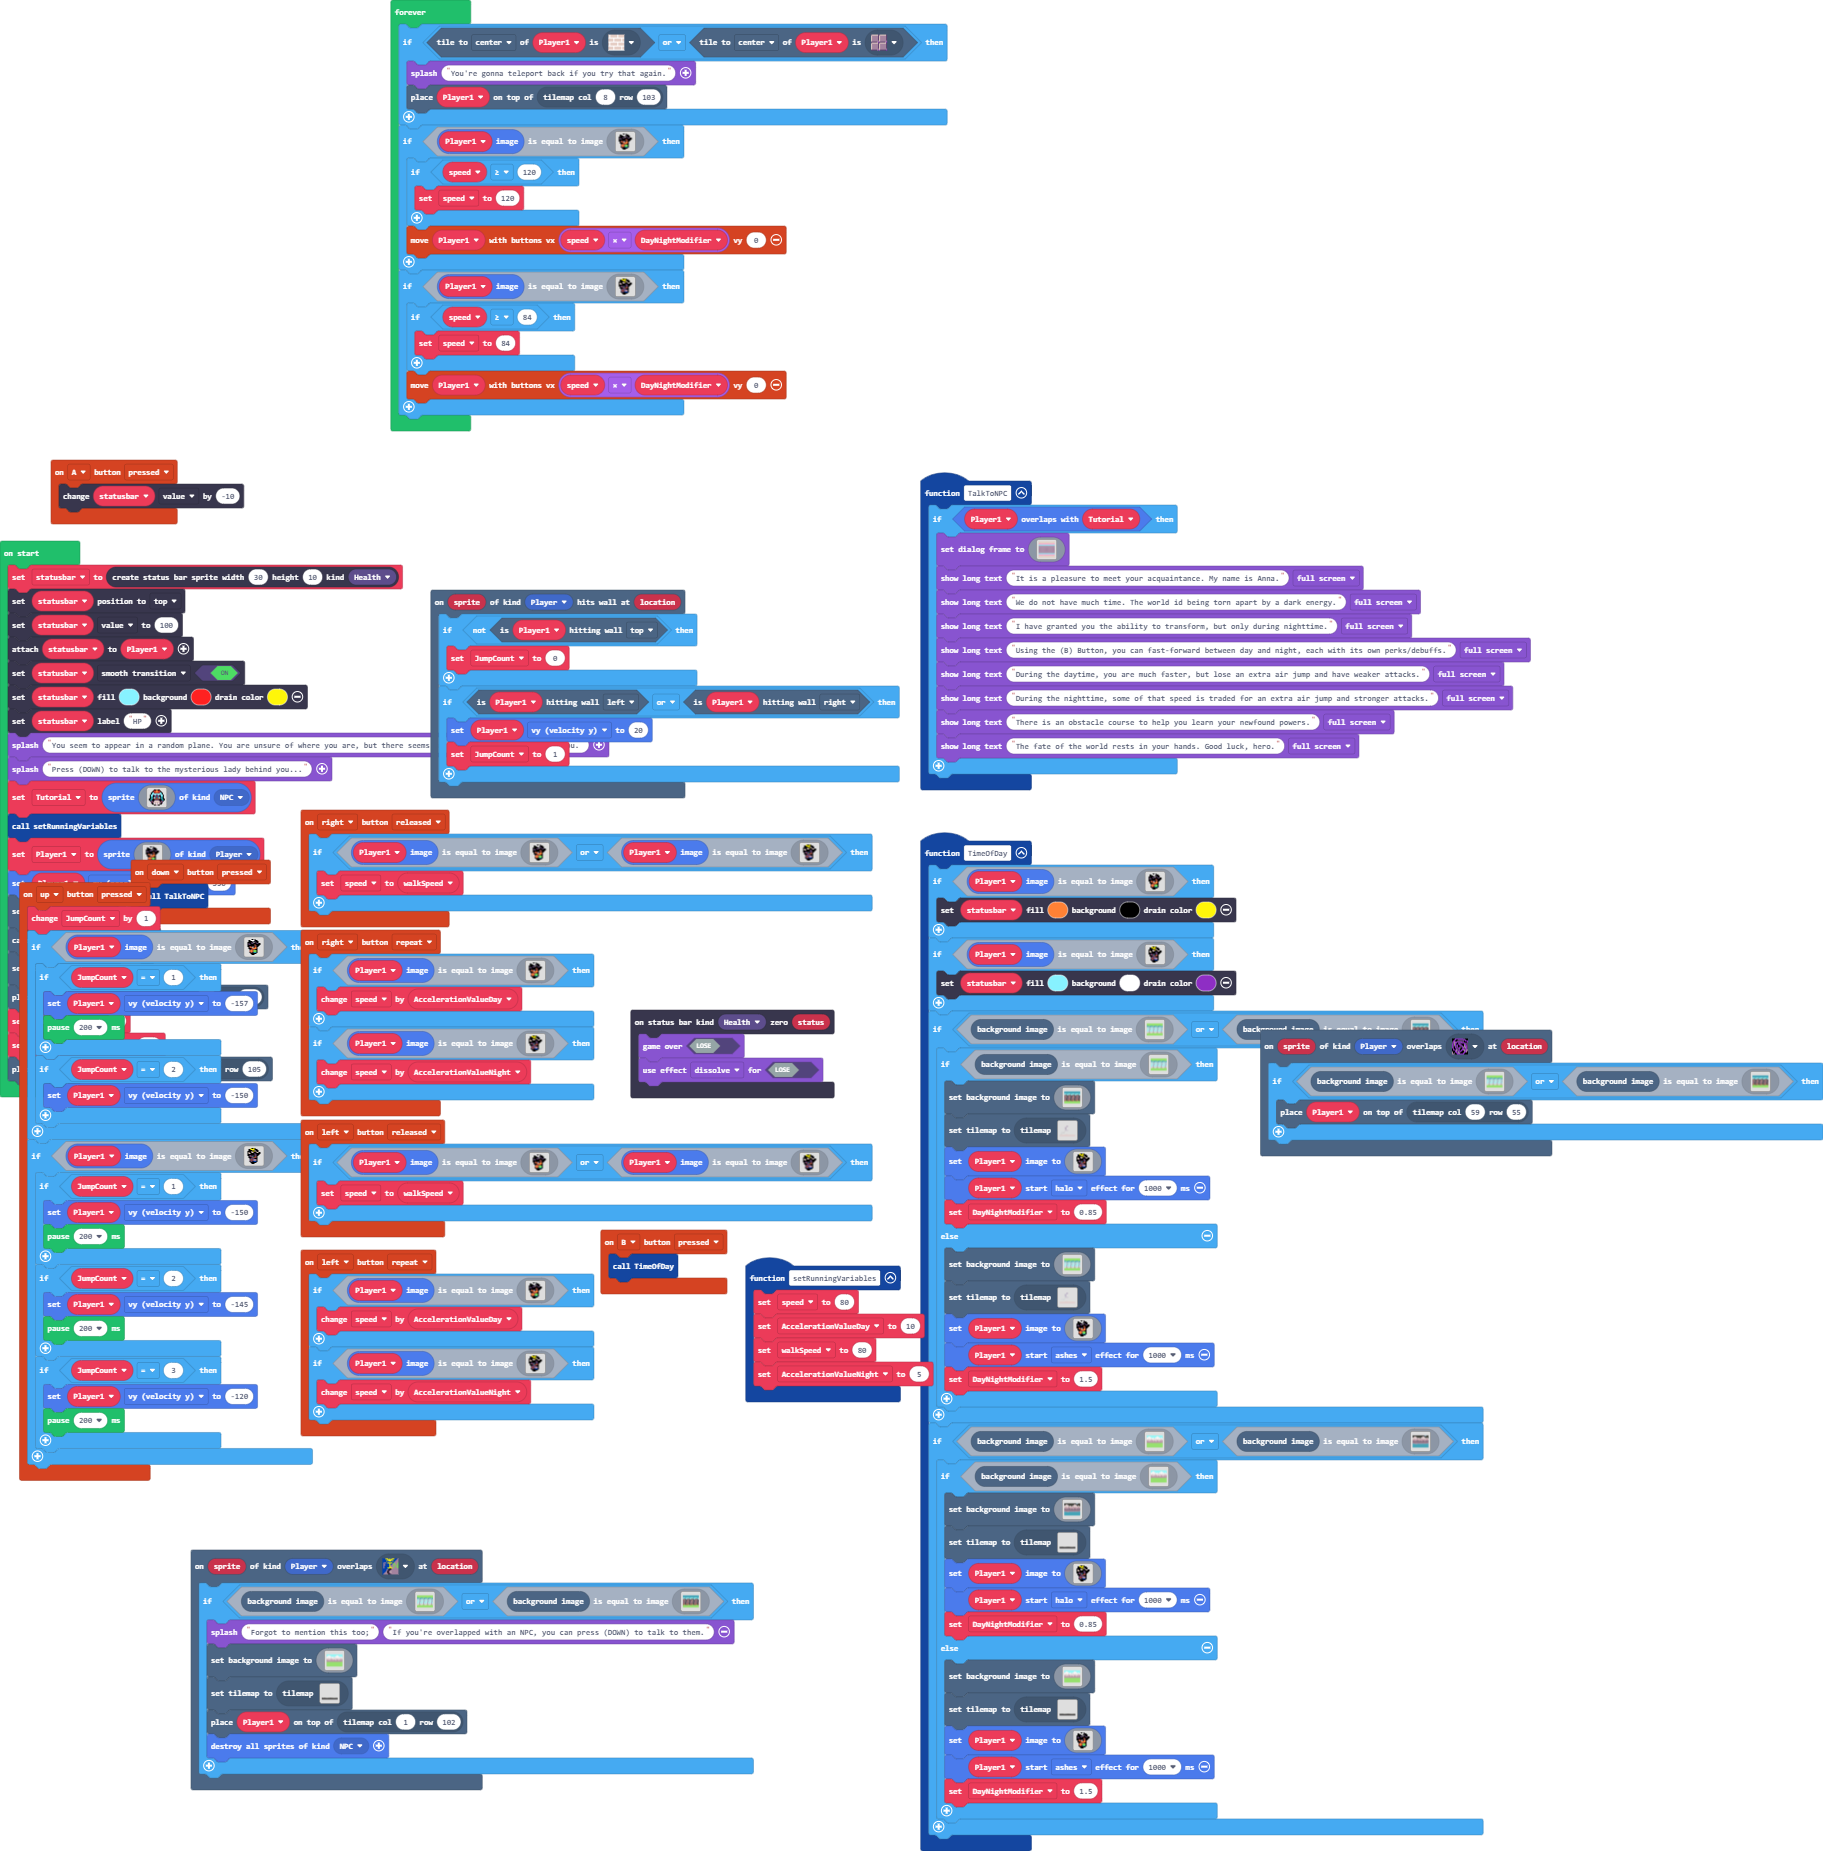 forever
if tile to center of Player1 is or tile to center of Player1 is then
splash "You're gonna teleport back if you try that again."
place Player1 on top of tilemap col 8 row 103
if Player1 image is equal to image then
if speed ≥ 120 then
set speed to 120
move Player1 with buttons vx speed × DayNightModifier vy 0
if Player1 image is equal to image then
if speed ≥ 84 then
set speed to 84
move Player1 with buttons vx speed × DayNightModifier vy 0
on A button pressed
change statusbar value by -10
on start
set statusbar to create status bar sprite width 30 height 10 kind Health
set statusbar position to top
set statusbar value to 100
attach statusbar to Player1
set statusbar smooth transition ON
set statusbar fill background drain color
set statusbar label "HP"
splash "You seem to appear in a random plane. You are unsure of where you are, but there seems
splash "Press (DOWN) to talk to the mysterious lady behind you..."
set Tutorial to sprite of kind NPC
call setRunningVariables
set Player1 to sprite of kind Player
row 105
on down button pressed
call TalkToNPC
on up button pressed
change JumpCount by 1
if Player1 image is equal to image then
if JumpCount = 1 then
set Player1 vy (velocity y) to -157
pause 200 ms
if JumpCount = 2 then
set Player1 vy (velocity y) to -150
if Player1 image is equal to image then
if JumpCount = 1 then
set Player1 vy (velocity y) to -150
pause 200 ms
if JumpCount = 2 then
set Player1 vy (velocity y) to -145
pause 200 ms
if JumpCount = 3 then
set Player1 vy (velocity y) to -120
pause 200 ms
on sprite of kind Player hits wall at location
if not is Player1 hitting wall top then
set JumpCount to 0
if is Player1 hitting wall left or is Player1 hitting wall right then
set Player1 vy (velocity y) to 20
set JumpCount to 1
on right button released
if Player1 image is equal to image or Player1 image is equal to image then
set speed to walkSpeed
on right button repeat
if Player1 image is equal to image then
change speed by AccelerationValueDay
if Player1 image is equal to image then
change speed by AccelerationValueNight
on left button released
if Player1 image is equal to image or Player1 image is equal to image then
set speed to walkSpeed
on left button repeat
if Player1 image is equal to image then
change speed by AccelerationValueDay
if Player1 image is equal to image then
change speed by AccelerationValueNight
on status bar kind Health zero status
game over LOSE
use effect dissolve for LOSE
on B button pressed
call TimeOfDay
function setRunningVariables
set speed to 80
set AccelerationValueDay to 10
set walkSpeed to 80
set AccelerationValueNight to 5
function TalkToNPC
if Player1 overlaps with Tutorial then
set dialog frame to
show long text "It is a pleasure to meet your acquaintance. My name is Anna." full screen
show long text "We do not have much time. The world id being torn apart by a dark energy." full screen
show long text "I have granted you the ability to transform, but only during nighttime." full screen
show long text "Using the (B) Button, you can fast-forward between day and night, each with its own perks/debuffs." full screen
show long text "During the daytime, you are much faster, but lose an extra air jump and have weaker attacks." full screen
show long text "During the nighttime, some of that speed is traded for an extra air jump and stronger attacks." full screen
show long text "There is an obstacle course to help you learn your newfound powers." full screen
show long text "The fate of the world rests in your hands. Good luck, hero." full screen
function TimeOfDay
if Player1 image is equal to image then
set statusbar fill background drain color
if Player1 image is equal to image then
set statusbar fill background drain color
if background image is equal to image or background image is equal to image then
if background image is equal to image then
set background image to
set tilemap to tilemap
set Player1 image to
Player1 start halo effect for 1000 ms
set DayNightModifier to 0.85
else
set background image to
set tilemap to tilemap
set Player1 image to
Player1 start ashes effect for 1000 ms
set DayNightModifier to 1.5
if background image is equal to image or background image is equal to image then
if background image is equal to image then
set background image to
set tilemap to tilemap
set Player1 image to
Player1 start halo effect for 1000 ms
set DayNightModifier to 0.85
else
set background image to
set tilemap to tilemap
set Player1 image to
Player1 start ashes effect for 1000 ms
set DayNightModifier to 1.5
on sprite of kind Player overlaps at location
if background image is equal to image or background image is equal to image then
place Player1 on top of tilemap col 59 row 55
on sprite of kind Player overlaps at location
if background image is equal to image or background image is equal to image then
splash "Forgot to mention this too;" "If you're overlapped with an NPC, you can press (DOWN) to talk to them."
set background image to
set tilemap to tilemap
place Player1 on top of tilemap col 1 row 102
destroy all sprites of kind NPC